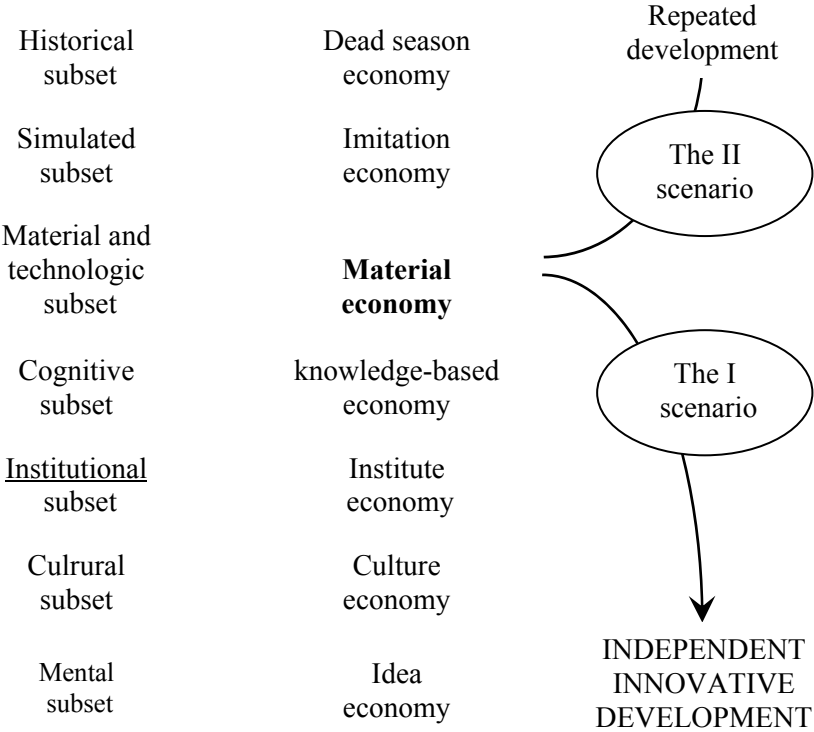 Historical
subset
Dead season
economy
Repeated
development
Simulated
subset
Imitation
economy
The II
scenario
Material and
technologic
subset
Material
economy
Cognitive
subset
knowledge-based
economy
The I
scenario
Institutional
subset
Institute
economy
Culrural
subset
Culture
economy
Mental
subset
Idea
economy
INDEPENDENT
INNOVATIVE
DEVELOPMENT